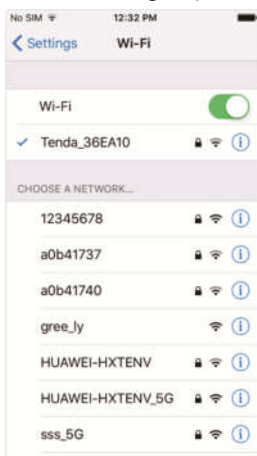 No SIM 12:32 PM
Settings Wi-Fi
Wi-Fi
Tenda_36EA10
CHOOSE A NETWORK...
12345678
a0b41737
a0b41740
gree_ly
HUAWEI-HXTENV
HUAWEI-HXTENV_5G
sss_5G